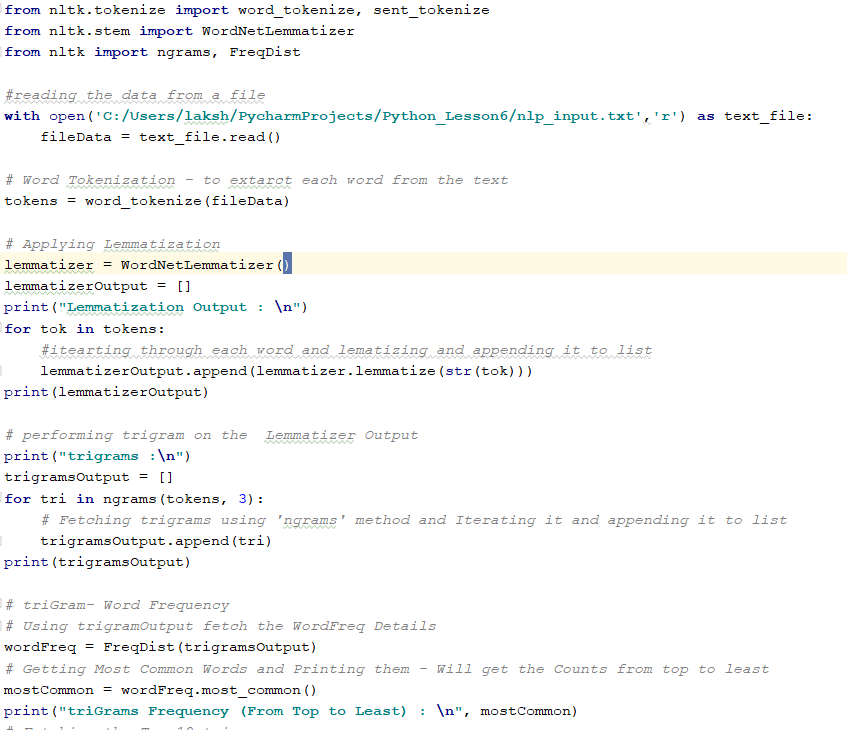 from nltk.tokenize import word_tokenize, sent_tokenize
from nltk.stem import WordNetLemmatizer
from nltk import ngrams, FreqDist
#reading the data from a file
with open('C:/Users/laksh/PycharmProjects/Python_Lesson6/nlp_input.txt','r') as text_file:
    fileData = text_file.read()
# Word Tokenization - to extarct each word from the text
tokens = word_tokenize(fileData)
# Applying Lemmatization
lemmatizer = WordNetLemmatizer()
lemmatizerOutput = []
print("Lemmatization Output : \n")
for tok in tokens:
    #itearting through each word and lematizing and appending it to list
    lemmatizerOutput.append(lemmatizer.lemmatize(str(tok)))
print(lemmatizerOutput)
# performing trigram on the  Lemmatizer Output
print("trigrams :\n")
trigramsOutput = []
for tri in ngrams(tokens, 3):
    # Fetching trigrams using 'ngrams' method and Iterating it and appending it to list
    trigramsOutput.append(tri)
print(trigramsOutput)
# triGram- Word Frequency
# Using trigramOutput fetch the WordFreq Details
wordFreq = FreqDist(trigramsOutput)
# Getting Most Common Words and Printing them - Will get the Counts from top to least
mostCommon = wordFreq.most_common()
print("triGrams Frequency (From Top to Least) : \n", mostCommon)